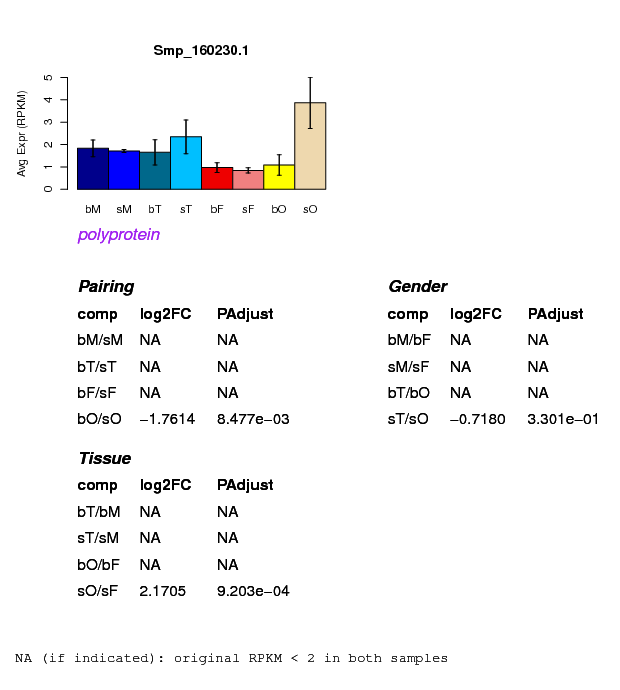 Smp_160230.1
Avg Expr (RPKM)
0 1 2 3 4 5
bM sM bT sT bF sF bO sO
polyprotein
Pairing
comp log2FC PAdjust
bM/sM NA NA
bT/sT NA NA
bF/sF NA NA
bO/sO −1.7614 8.477e−03
Gender
comp log2FC PAdjust
bM/bF NA NA
sM/sF NA NA
bT/bO NA NA
sT/sO −0.7180 3.301e−01
Tissue
comp log2FC PAdjust
bT/bM NA NA
sT/sM NA NA
bO/bF NA NA
sO/sF 2.1705 9.203e−04
NA (if indicated): original RPKM < 2 in both samples